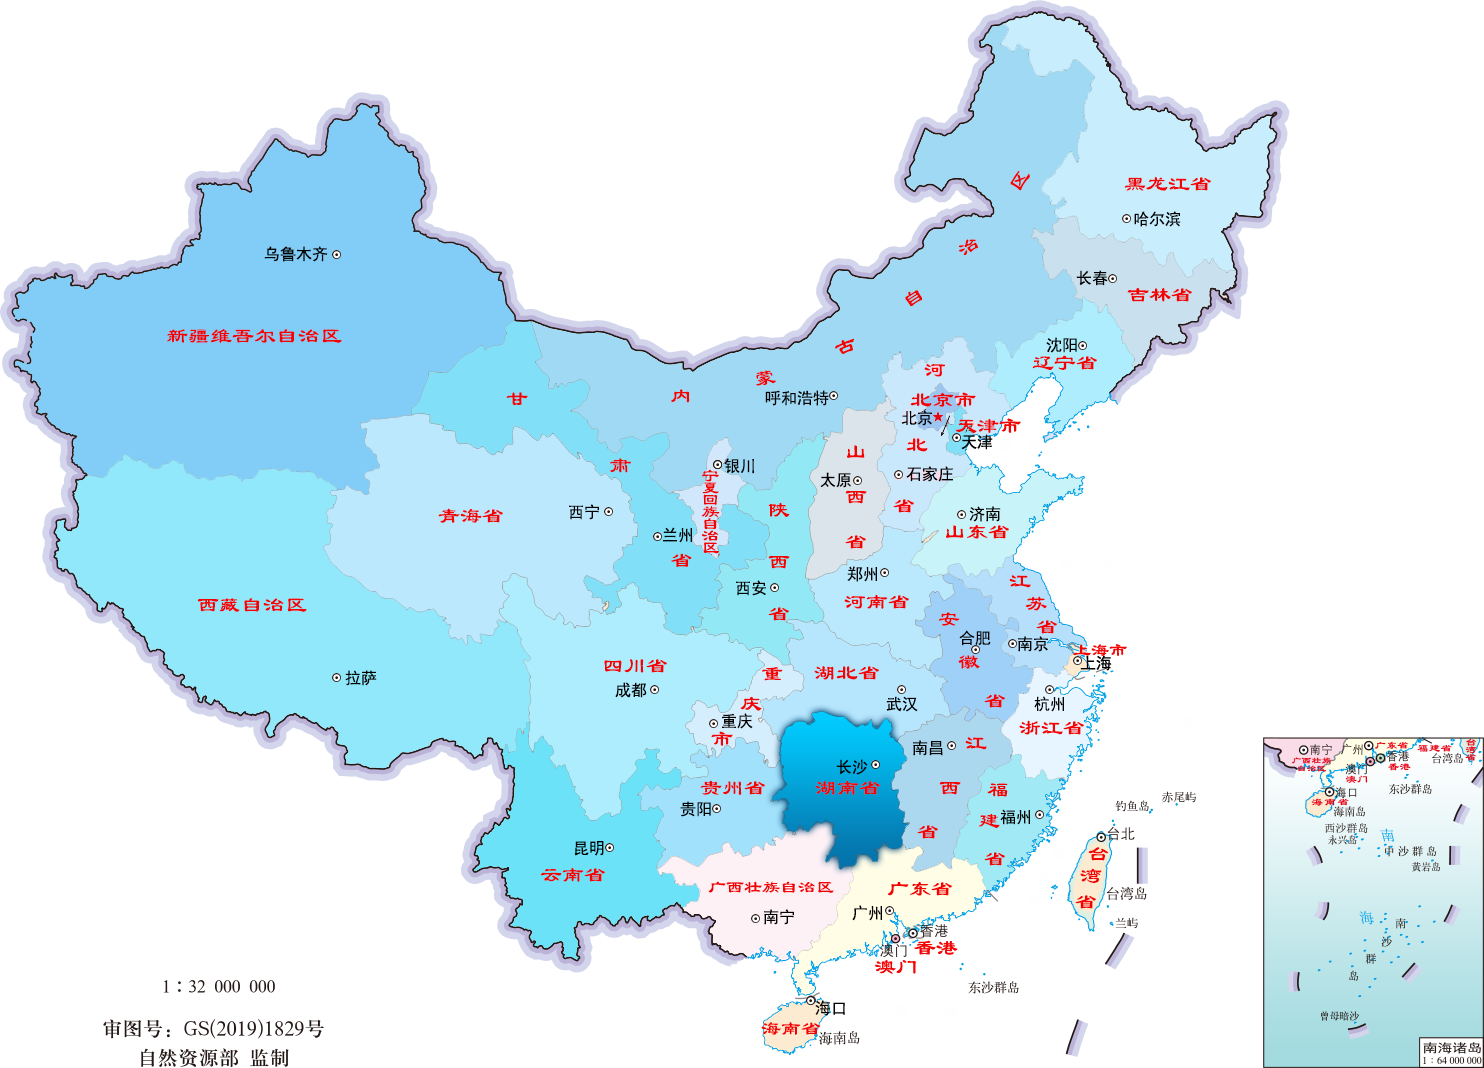 黑龙江省
哈尔滨
长春
吉林省
沈阳
辽宁省
内蒙古自治区
呼和浩特
乌鲁木齐
新疆维吾尔自治区
甘肃省
兰州
青海省
西宁
银川
宁夏回族自治区
陕西省
西安
山西省
太原
河北省
石家庄
北京市
北京
天津市
天津
济南
山东省
郑州
河南省
江苏省
南京
安徽省
合肥
上海市
上海
杭州
浙江省
西藏自治区
拉萨
四川省
成都
重庆市
重庆
湖北省
武汉
长沙
湖南省
南昌
江西省
福建省
福州
贵州省
贵阳
昆明
云南省
广西壮族自治区
南宁
广东省
广州
香港
香港
澳门
澳门
海口
海南省
海南岛
东沙群岛
台北
台湾省
台湾岛
兰屿
钓鱼岛
赤尾屿
1:32 000 000
审图号:GS(2019)1829号
自然资源部 监制
南宁
广西壮族
自治区
广州
广东省
香港
香港
澳门
澳门
福建省
台湾省
台湾岛
海口
海南省
海南岛
东沙群岛
西沙群岛
永兴岛
中沙群岛
黄岩岛
南海
南沙群岛
曾母暗沙
南海诸岛
1:64 000 000